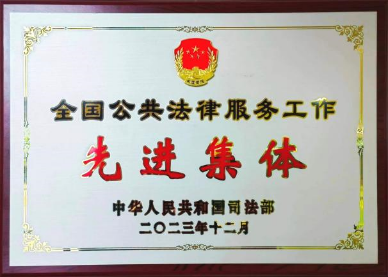 全国公共法律服务工作
先进集体
中华人民共和国司法部
二〇二三年十二月